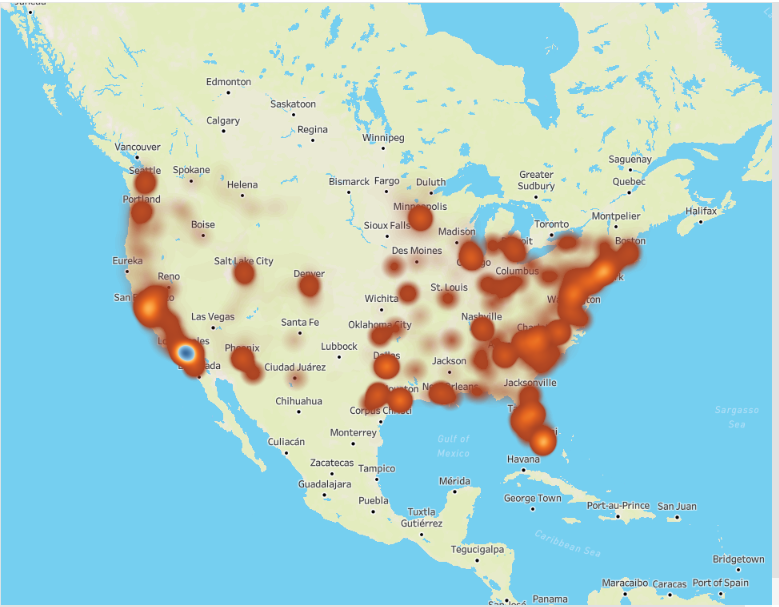 Edmonton
Saskatoon
Calgary
Regina
Winnipeg
Vancouver
Seattle
Spokane
Helena
Bismarck
Fargo
Duluth
Greater
Sudbury
Saguenay
Quebec
Halifax
Montpelier
Toronto
Portland
Boise
Minneapolis
Sioux Falls
Madison
Boston
Eureka
Reno
Salt Lake City
Denver
Des Moines
Columbus
Las Vegas
Wichita
St. Louis
Santa Fe
Oklahoma City
Nashville
Lubbock
Dallas
Jackson
Phoenix
Ciudad Juárez
Jacksonville
Chihuahua
Corpus Christi
New Orleans
Monterrey
Culiacán
Gulf of
Mexico
Sargasso
Sea
Havana
Zacatecas
Tampico
Guadalajara
Mérida
Puebla
George Town
Port-au-Prince
San Juan
Tuxtla
Gutiérrez
Caribbean Sea
Tegucigalpa
Bridgetown
Maracaibo
Caracas
Port of Spain
San José
Panama